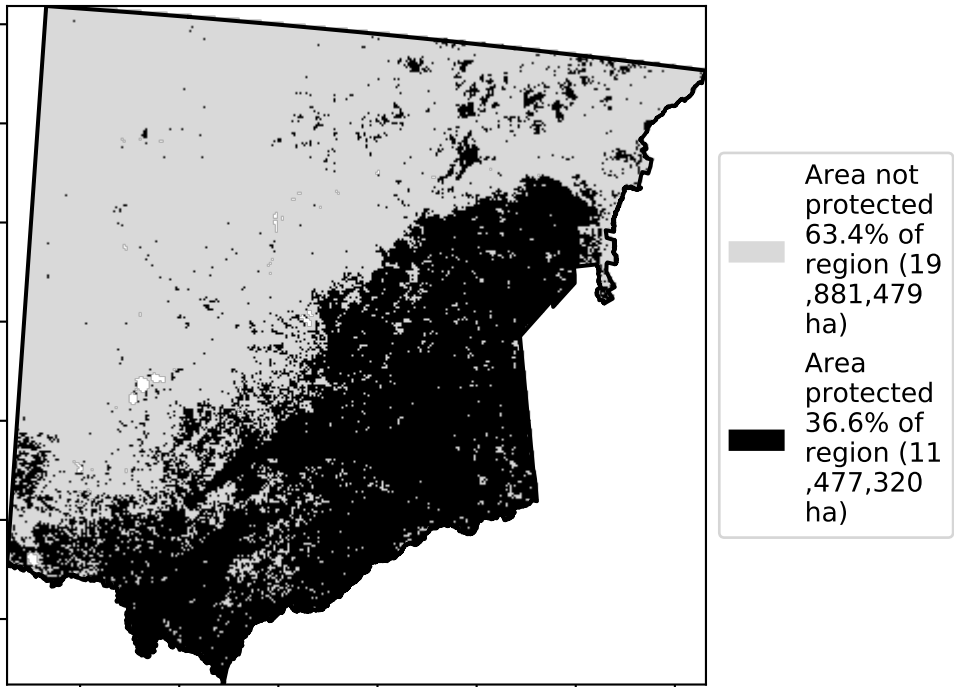 Area not
protected
63.4% of
region (19
,881,479
ha)
Area
protected
36.6% of
region (11
,477,320
ha)